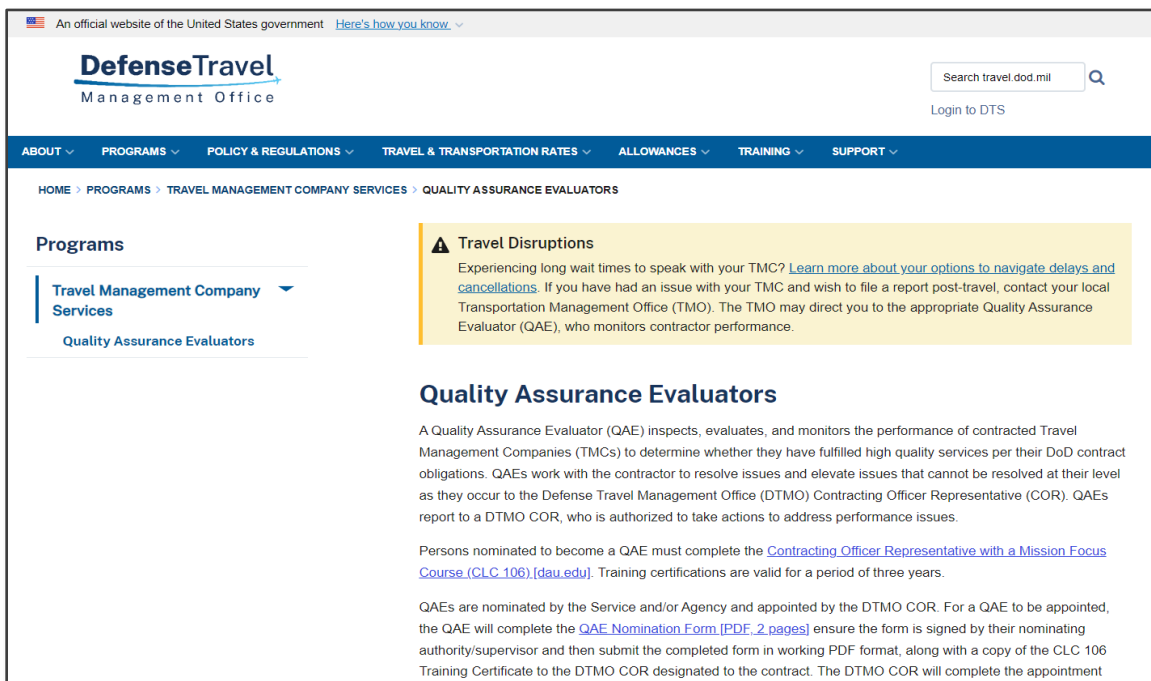 An official website of the United States government Here's how you know
DefenseTravel
Management Office
Search travel.dod.mil
Login to DTS
ABOUT PROGRAMS POLICY & REGULATIONS TRAVEL & TRANSPORTATION RATES ALLOWANCES TRAINING SUPPORT
HOME > PROGRAMS > TRAVEL MANAGEMENT COMPANY SERVICES > QUALITY ASSURANCE EVALUATORS
Programs
Travel Management Company
Services
Quality Assurance Evaluators
Travel Disruptions
Experiencing long wait times to speak with your TMC? Learn more about your options to navigate delays and
cancellations. If you have had an issue with your TMC and wish to file a report post-travel, contact your local
Transportation Management Office (TMO). The TMO may direct you to the appropriate Quality Assurance
Evaluator (QAE), who monitors contractor performance.
Quality Assurance Evaluators
A Quality Assurance Evaluator (QAE) inspects, evaluates, and monitors the performance of contracted Travel
Management Companies (TMCs) to determine whether they have fulfilled high quality services per their DoD contract
obligations. QAEs work with the contractor to resolve issues and elevate issues that cannot be resolved at their level
as they occur to the Defense Travel Management Office (DTMO) Contracting Officer Representative (COR). QAEs
report to a DTMO COR, who is authorized to take actions to address performance issues.
Persons nominated to become a QAE must complete the Contracting Officer Representative with a Mission Focus
Course (CLC 106) [dau.edu]. Training certifications are valid for a period of three years.
QAEs are nominated by the Service and/or Agency and appointed by the DTMO COR. For a QAE to be appointed,
the QAE will complete the QAE Nomination Form [PDF, 2 pages] ensure the form is signed by their nominating
authority/supervisor and then submit the completed form in working PDF format, along with a copy of the CLC 106
Training Certificate to the DTMO COR designated to the contract. The DTMO COR will complete the appointment